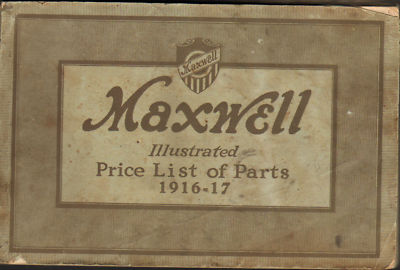 Maxwell
Maxwell
Illustrated
Price List of Parts
1916-17